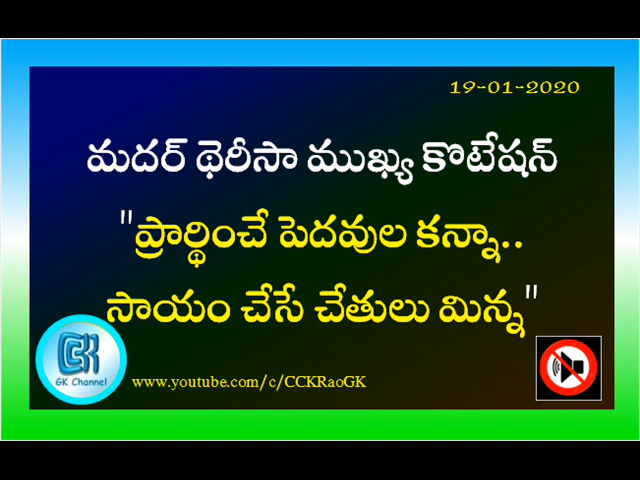 19-01-2020
మదర్ థెరీసా ముఖ్య కొటేషన్
"ప్రార్థించే పెదవుల కన్నా..
సాయం చేసే చేతులు మిన్న"
GK
GK Channel
www.youtube.com/c/CCKRaoGK